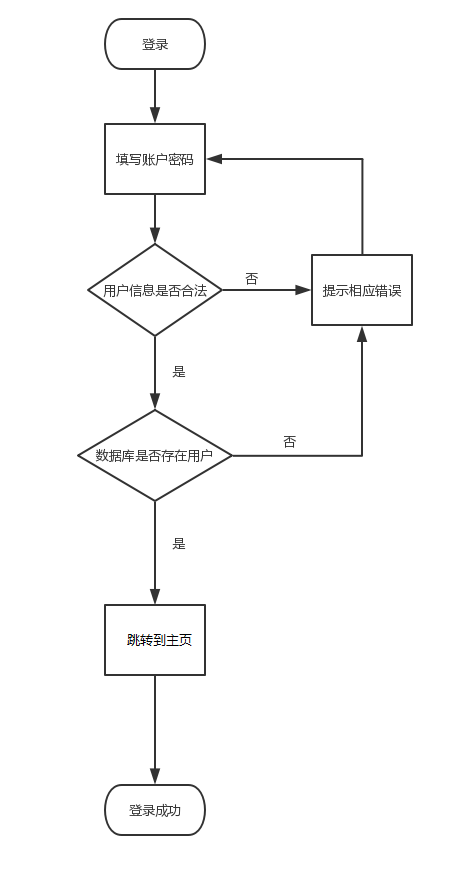 登录
填写账户密码
用户信息是否合法
否
提示相应错误
是
数据库是否存在用户
否
是
跳转到主页
登录成功